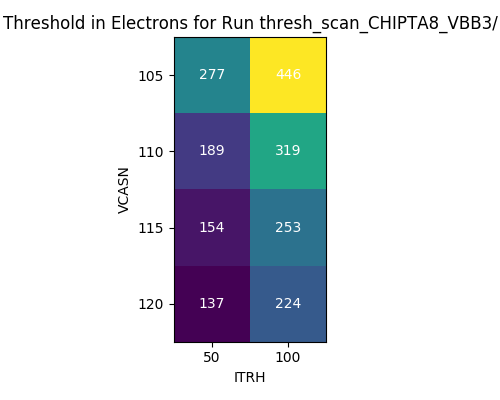 Threshold in Electrons for Run thresh_scan_CHIPTA8_VBB3/
105 277 446
110 189 319
VCASN
115 154 253
120 137 224
50 100
ITRH